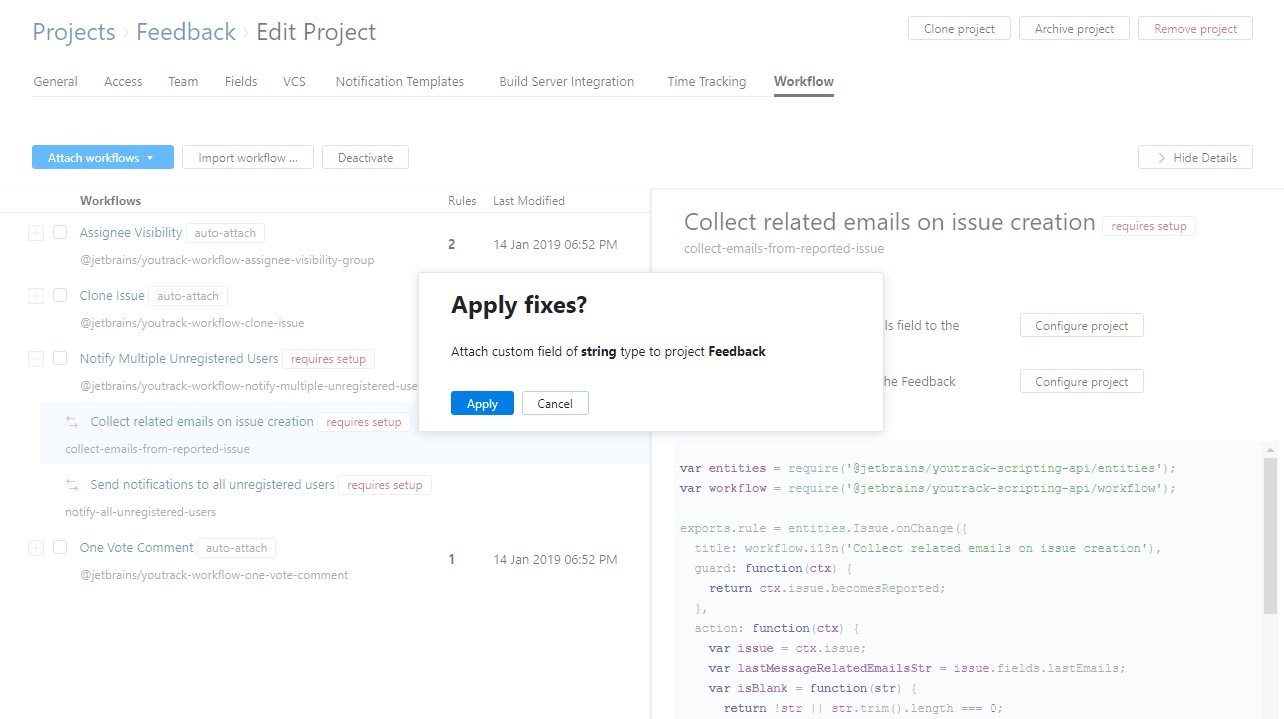 Projects › Feedback › Edit Project
Clone project
Archive project
Remove project
General Access Team Fields VCS Notification Templates Build Server Integration Time Tracking Workflow
Attach workflows
Import workflow ...
Deactivate
Hide Details
Workflows Rules Last Modified
Assignee Visibility auto-attach
2 14 Jan 2019 06:52 PM
@jetbrains/youtrack-workflow-assignee-visibility-group
Clone Issue auto-attach
@jetbrains/youtrack-workflow-clone-issue
Notify Multiple Unregistered Users requires setup
@jetbrains/youtrack-workflow-notify-multiple-unregistered-use
Collect related emails on issue creation requires setup
collect-emails-from-reported-issue
Send notifications to all unregistered users requires setup
notify-all-unregistered-users
One Vote Comment auto-attach
1 14 Jan 2019 06:52 PM
@jetbrains/youtrack-workflow-one-vote-comment
Collect related emails on issue creation requires setup
collect-emails-from-reported-issue
ls field to the
Configure project
he Feedback
Configure project
Apply fixes?
Attach custom field of string type to project Feedback
Apply
Cancel
var entities = require('@jetbrains/youtrack-scripting-api/entities');
var workflow = require('@jetbrains/youtrack-scripting-api/workflow');
exports.rule = entities.Issue.onChange({
title: workflow.i18n('Collect related emails on issue creation'),
guard: function(ctx) {
return ctx.issue.becomesReported;
},
action: function(ctx) {
var issue = ctx.issue;
var lastMessageRelatedEmailsStr = issue.fields.lastEmails;
var isBlank = function(str) {
return !str || str.trim().length === 0;